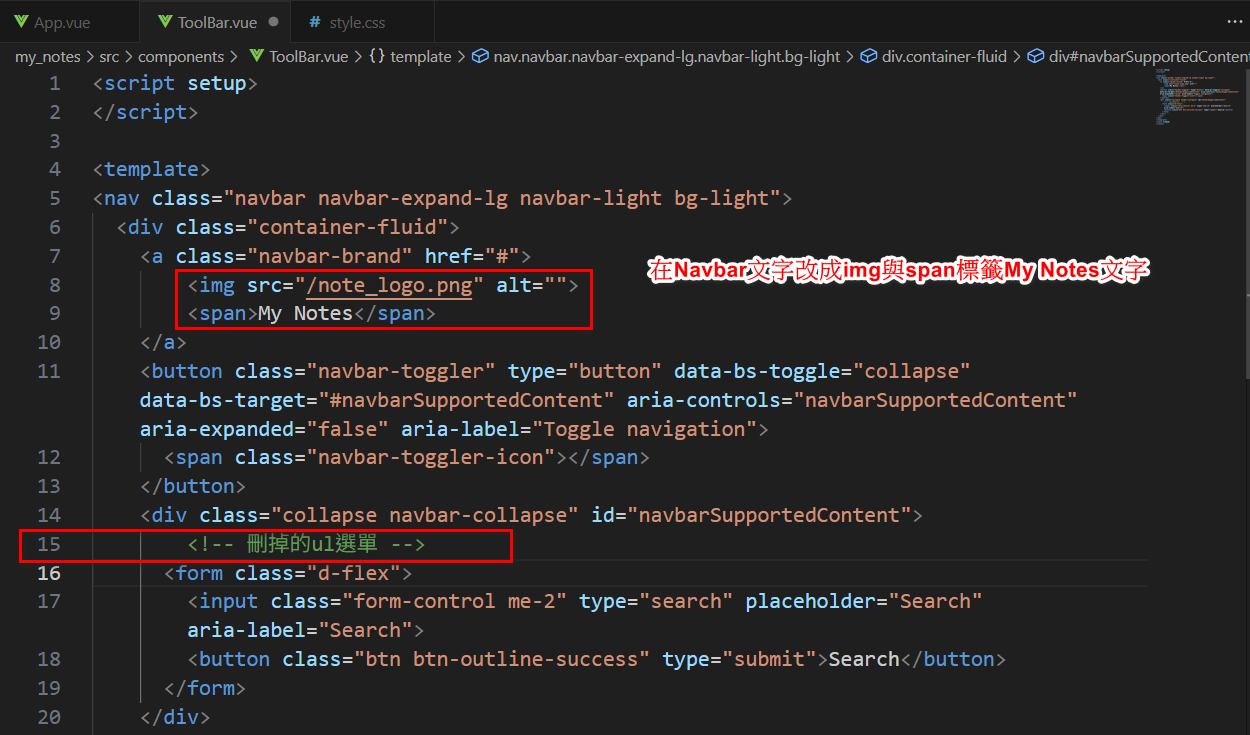 App.vue ToolBar.vue style.css ...
my_notes > src > components > ToolBar.vue > {} template > nav.navbar.navbar-expand-lg.navbar-light.bg-light > div.container-fluid > div#navbarSupportedContent
1 <script setup>
2 </script>
3
4 <template>
5 <nav class="navbar navbar-expand-lg navbar-light bg-light">
6 <div class="container-fluid">
7 <a class="navbar-brand" href="#">
在Navbar文字改成img與span標籤My Notes文字
8 <img src="/note_logo.png" alt="">
9 <span>My Notes</span>
10 </a>
11 <button class="navbar-toggler" type="button" data-bs-toggle="collapse"
data-bs-target="#navbarSupportedContent" aria-controls="navbarSupportedContent"
aria-expanded="false" aria-label="Toggle navigation">
12 <span class="navbar-toggler-icon"></span>
13 </button>
14 <div class="collapse navbar-collapse" id="navbarSupportedContent">
15 <!-- 刪掉的ul選單 -->
16 <form class="d-flex">
17 <input class="form-control me-2" type="search" placeholder="Search"
aria-label="Search">
18 <button class="btn btn-outline-success" type="submit">Search</button>
19 </form>
20 </div>